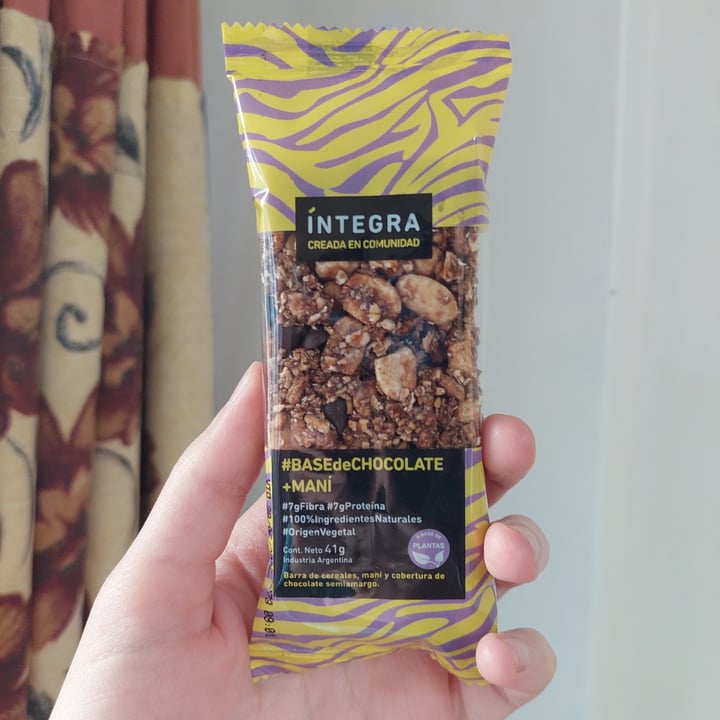 ÍNTEGRA
CREADA EN COMUNIDAD
#BASEdeCHOCOLATE
+MANÍ
#7gFibra #7gProteína
#100%IngredientesNaturales
#OrigenVegetal
Cont. Neto 41g
Industria Argentina
A BASE DE
PLANTAS
Barra de cereales, maní y cobertura de
chocolate semiamargo.